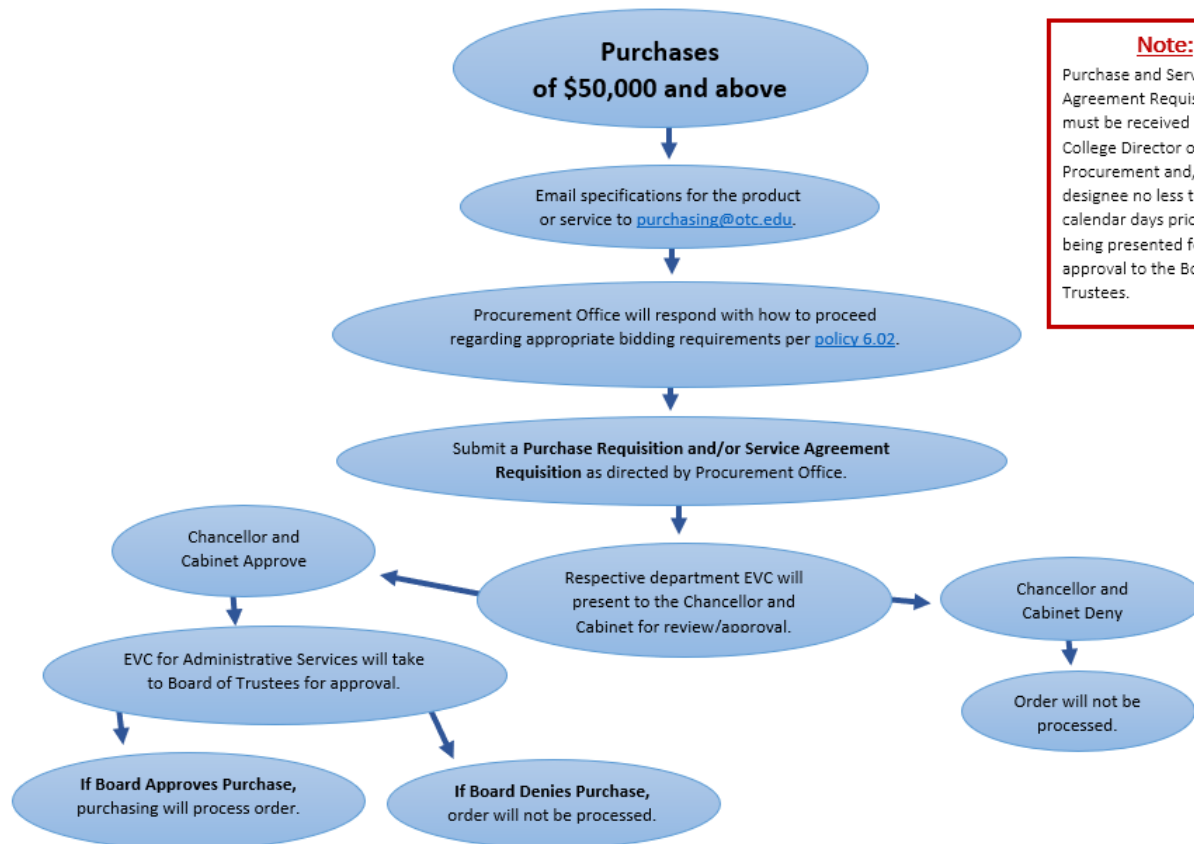 Purchases
of $50,000 and above
Note:
Purchase and
Agreement
must be received
College Director
Procurement
designee no less
calendar days
being presented
approval to the
Trustees.
Email specifications for the product
or service to purchasing@otc.edu.
Procurement Office will respond with how to proceed
regarding appropriate bidding requirements per policy 6.02.
Submit a Purchase Requisition and/or Service Agreement
Requisition as directed by Procurement Office.
Chancellor and
Cabinet Approve
Respective department EVC will
present to the Chancellor and
Cabinet for review/approval.
Chancellor and
Cabinet Deny
EVC for Administrative Services will take
to Board of Trustees for approval.
Order will not be
processed.
If Board Approves Purchase,
purchasing will process order.
If Board Denies Purchase,
order will not be processed.